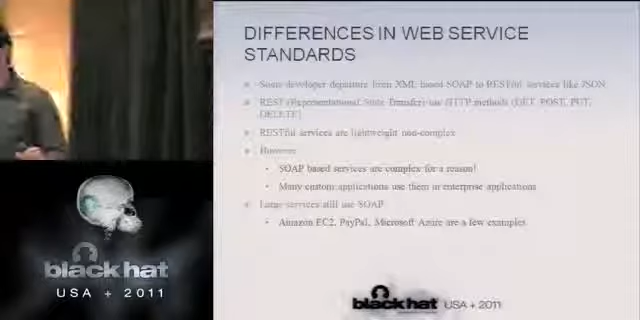 DIFFERENCES IN WEB SERVICE
STANDARDS
Some developer departure from XML based SOAP to RESTful services like JSON
REST (Representational State Transfer) use HTTP methods (GET, POST, PUT,
DELETE)
RESTful services are lightweight non-complex
However
SOAP based services are complex for a reason!
Many custom applications use them in enterprise applications
Large services still use SOAP
Amazon EC2, PayPal, Microsoft Azure are a few examples
black hat
USA + 2011
black hat USA + 2011